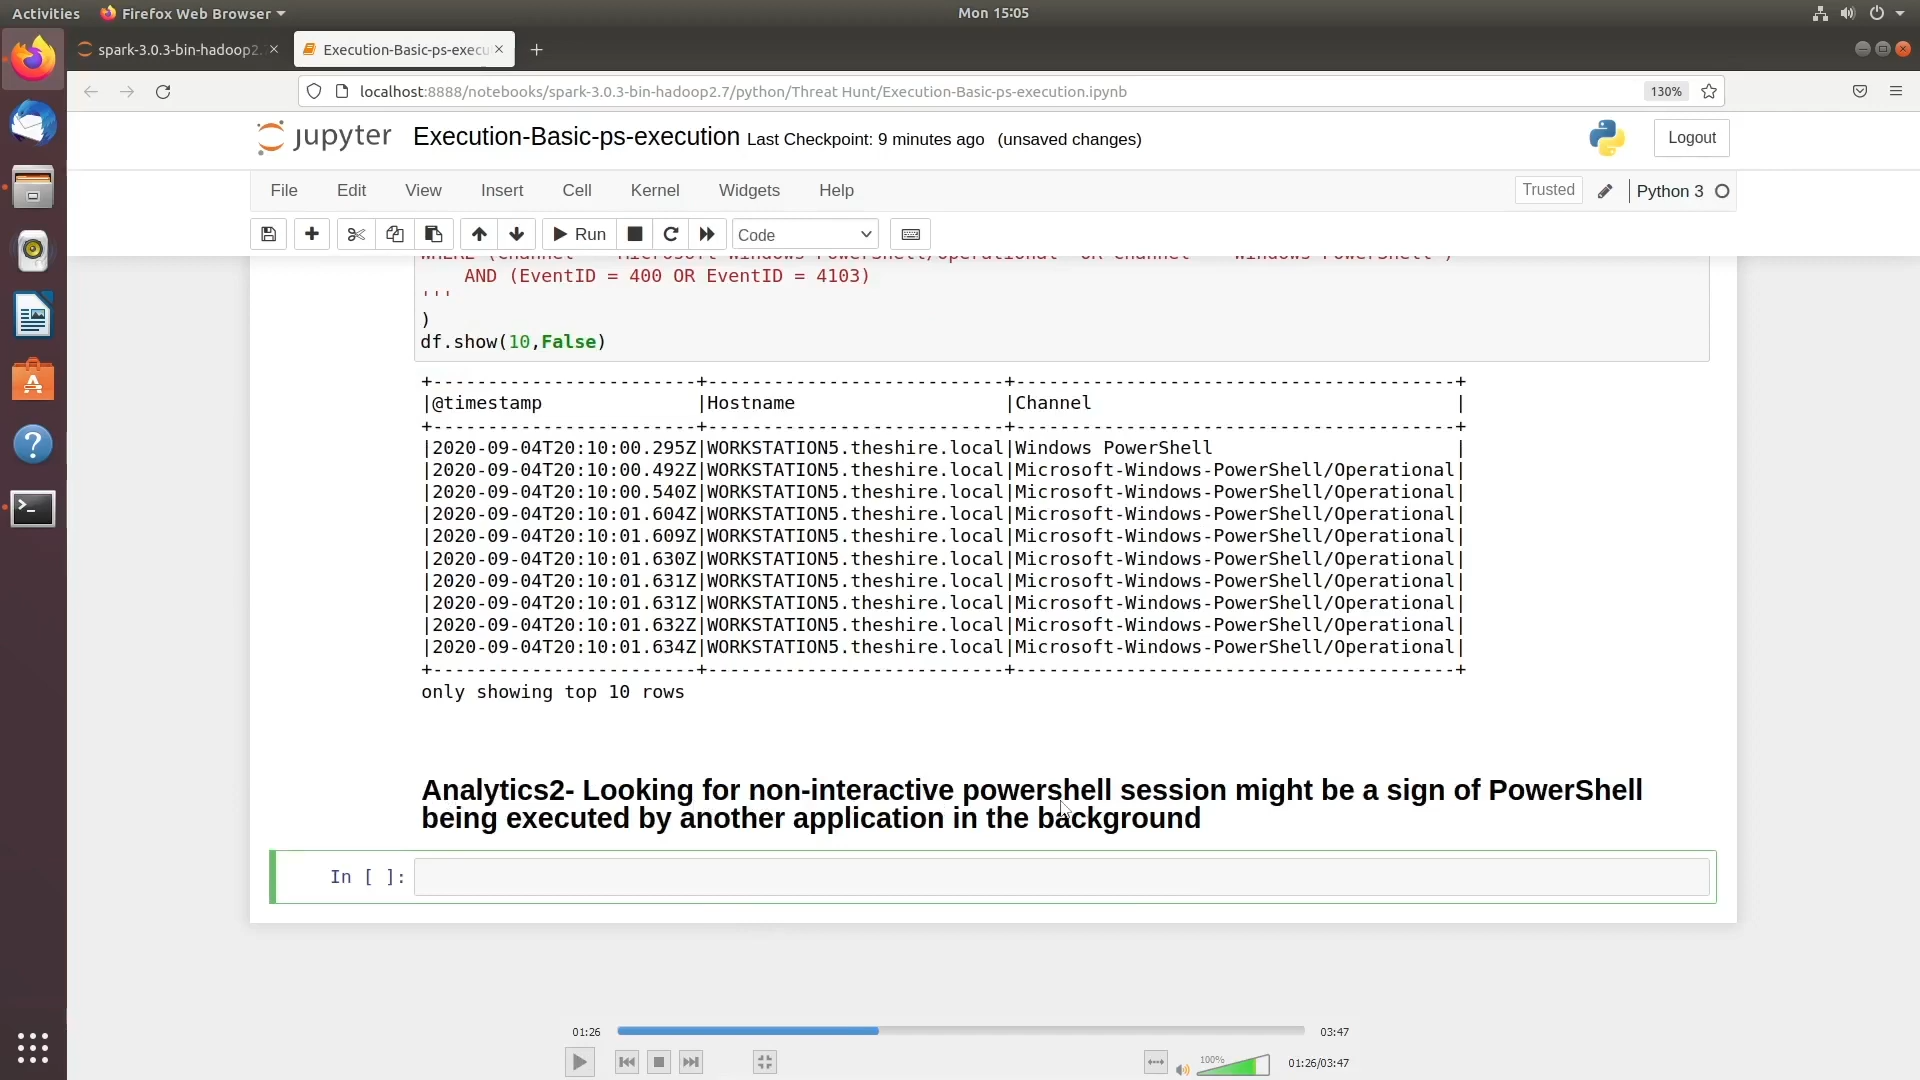 Activities
Firefox Web Browser
Mon 15:05
spark-3.0.3-bin-hadoop2.
Execution-Basic-ps-execu
localhost:8888/notebooks/spark-3.0.3-bin-hadoop2.7/python/Threat Hunt/Execution-Basic-ps-execution.ipynb
130%
jupyter
Execution-Basic-ps-execution
Last Checkpoint: 9 minutes ago (unsaved changes)
Logout
File Edit View Insert Cell Kernel Widgets Help
Trusted
Python 3
Run
Code
AND (EventID = 400 OR EventID = 4103)
'''
)
df.show(10,False)
+------------------------+---------------------------+----------------------------------------+
|@timestamp              |Hostname                   |Channel                                 |
+------------------------+---------------------------+----------------------------------------+
|2020-09-04T20:10:00.295Z|WORKSTATION5.theshire.local|Windows PowerShell                      |
|2020-09-04T20:10:00.492Z|WORKSTATION5.theshire.local|Microsoft-Windows-PowerShell/Operational|
|2020-09-04T20:10:00.540Z|WORKSTATION5.theshire.local|Microsoft-Windows-PowerShell/Operational|
|2020-09-04T20:10:01.604Z|WORKSTATION5.theshire.local|Microsoft-Windows-PowerShell/Operational|
|2020-09-04T20:10:01.609Z|WORKSTATION5.theshire.local|Microsoft-Windows-PowerShell/Operational|
|2020-09-04T20:10:01.630Z|WORKSTATION5.theshire.local|Microsoft-Windows-PowerShell/Operational|
|2020-09-04T20:10:01.631Z|WORKSTATION5.theshire.local|Microsoft-Windows-PowerShell/Operational|
|2020-09-04T20:10:01.631Z|WORKSTATION5.theshire.local|Microsoft-Windows-PowerShell/Operational|
|2020-09-04T20:10:01.632Z|WORKSTATION5.theshire.local|Microsoft-Windows-PowerShell/Operational|
|2020-09-04T20:10:01.634Z|WORKSTATION5.theshire.local|Microsoft-Windows-PowerShell/Operational|
+------------------------+---------------------------+----------------------------------------+
only showing top 10 rows
Analytics2- Looking for non-interactive powershell session might be a sign of PowerShell
being executed by another application in the background
In [ ]:
01:26
03:47
100%
01:26/03:47